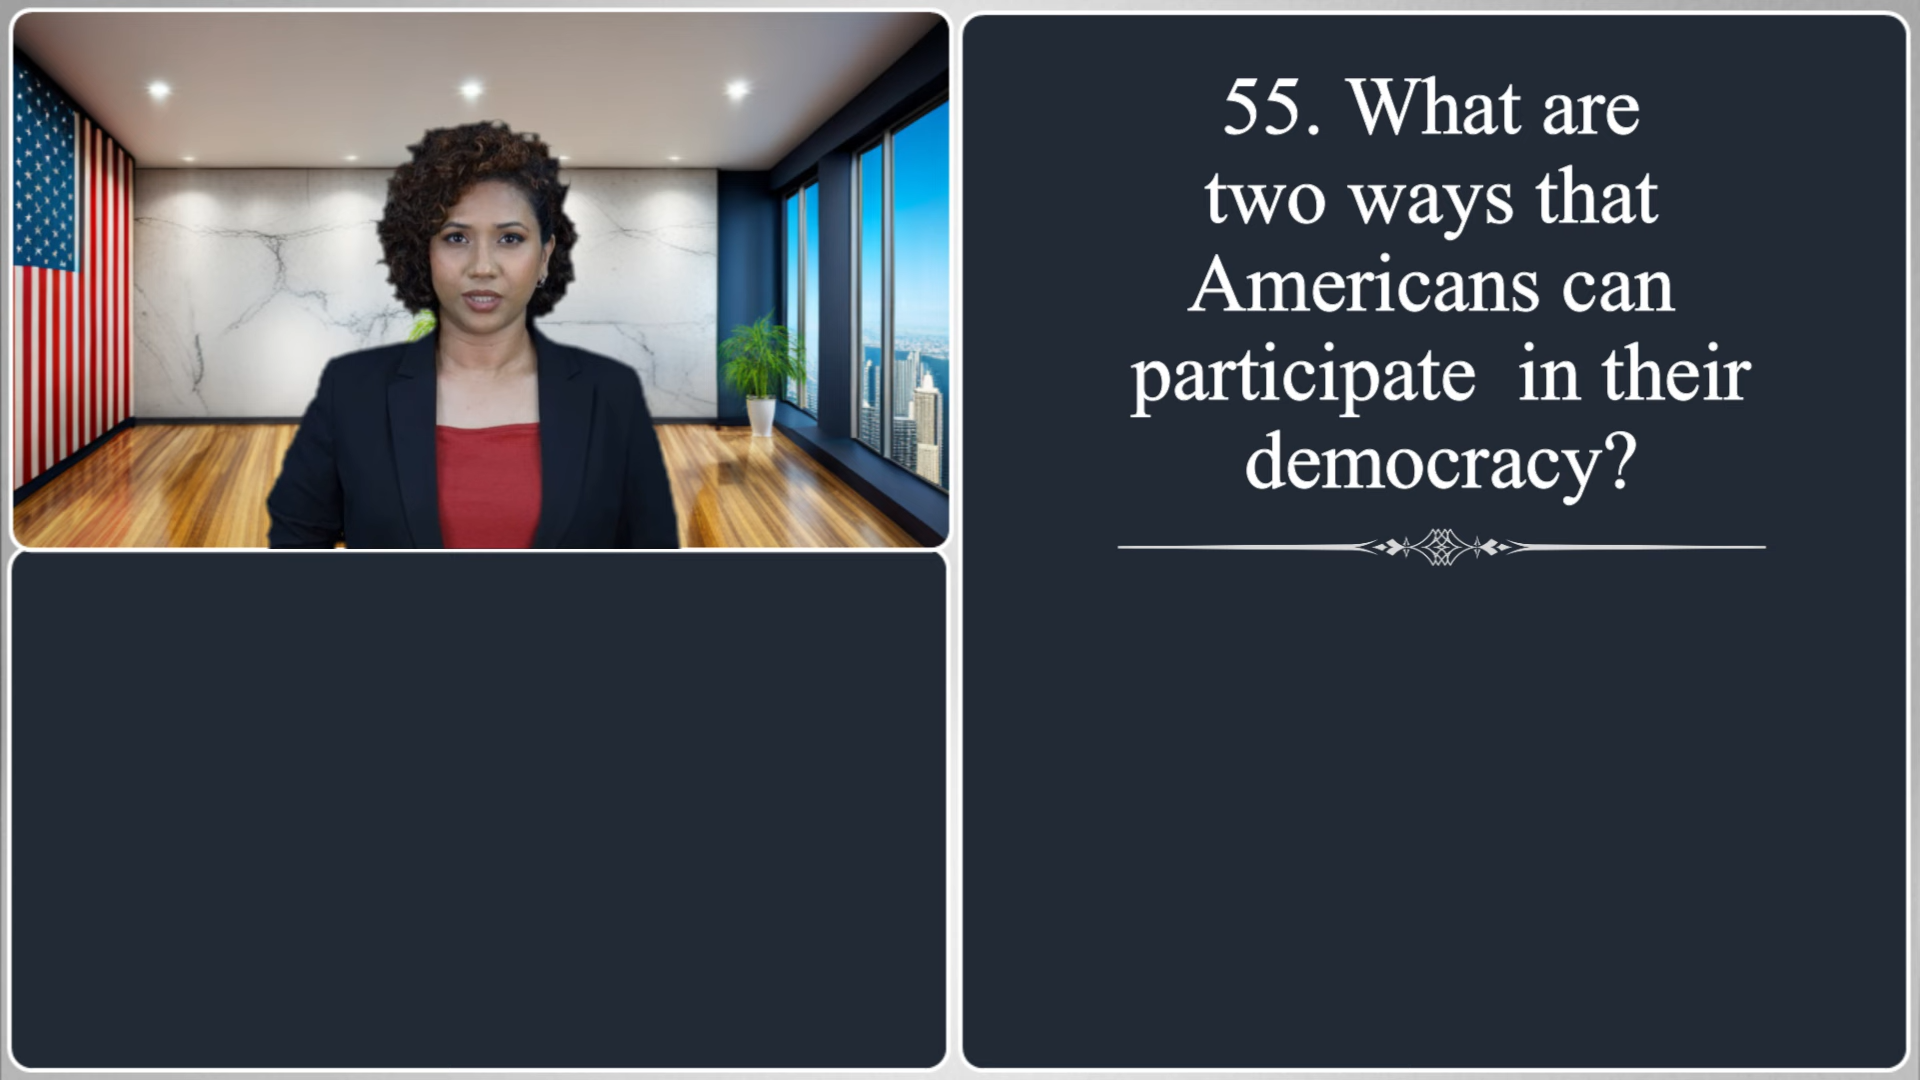 55. What are
two ways that
Americans can
participate  in their
democracy?